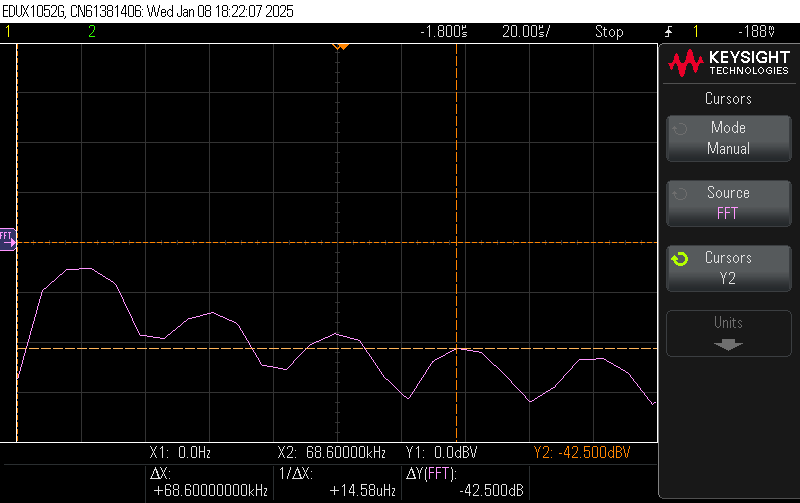 EDUX1052G, CN61381406: Wed Jan 08 18:22:07 2025
1 2 -1.800s 20.00s/ Stop 1 -188V
KEYSIGHT
TECHNOLOGIES
Cursors
Mode
Manual
Source
FFT
Cursors
Y2
Units
FFT
X1: 0.0Hz X2: 68.60000kHz Y1: 0.0dBV Y2: -42.500dBV
ΔX: 1/ΔX: ΔY(FFT):
+68.60000000kHz +14.58uHz -42.500dB